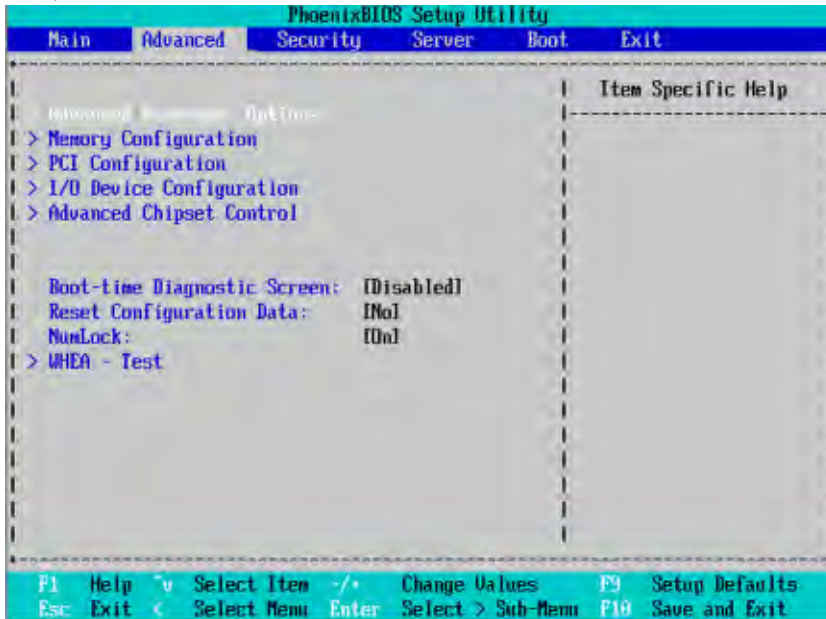 PhoenixBIOS Setup Utility
Main Advanced Security Server Boot Exit
Item Specific Help
Advanced Options
> Memory Configuration
> PCI Configuration
> I/O Device Configuration
> Advanced Chipset Control
Boot-time Diagnostic Screen: [Disabled]
Reset Configuration Data: [No]
NumLock: [On]
> WHEA - Test
F1 Help ^v Select Item -/+ Change Values F9 Setup Defaults
Esc Exit < Select Menu Enter Select > Sub-Menu F10 Save and Exit